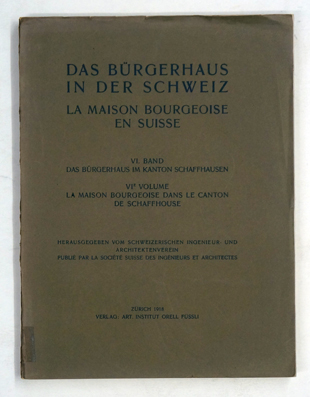 DAS BÜRGERHAUS
IN DER SCHWEIZ
LA MAISON BOURGEOISE
EN SUISSE
VI. BAND
DAS BÜRGERHAUS IM KANTON SCHAFFHAUSEN
VIE VOLUME
LA MAISON BOURGEOISE DANS LE CANTON
DE SCHAFFHOUSE
HERAUSGEGEBEN VOM SCHWEIZERISCHEN INGENIEUR- UND
ARCHITEKTENVEREIN
PUBLIÉ PAR LA SOCIÉTÉ SUISSE DES INGENIEURS ET ARCHITECTES
ZÜRICH 1918
VERLAG: ART. INSTITUT ORELL FÜSSLI